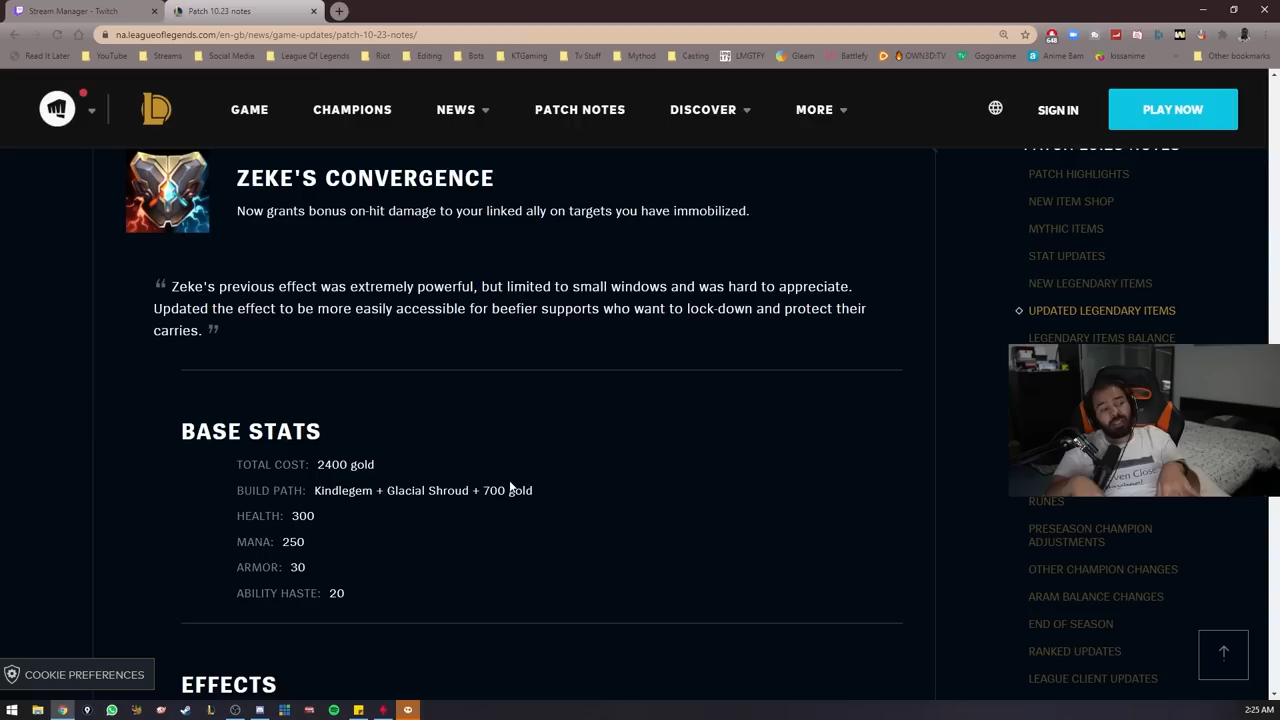 Stream Manager - Twitch
Patch 10.23 notes
na.leagueoflegends.com/en-gb/news/game-updates/patch-10-23-notes/
648
Read It Later YouTube Streams Social Media League Of Legends Riot Editing Bots KTGaming Tv Stuff Mythod Casting LMGTFY Gleam Battlefy OWN3D:TV Gogoanime Anime Bam kissanime Other bookmarks
GAME CHAMPIONS NEWS PATCH NOTES DISCOVER MORE SIGN IN PLAY NOW
ZEKE'S CONVERGENCE
Now grants bonus on-hit damage to your linked ally on targets you have immobilized.
“ Zeke's previous effect was extremely powerful, but limited to small windows and was hard to appreciate.
Updated the effect to be more easily accessible for beefier supports who want to lock-down and protect their
carries. ”
BASE STATS
TOTAL COST: 2400 gold
BUILD PATH: Kindlegem + Glacial Shroud + 700 gold
HEALTH: 300
MANA: 250
ARMOR: 30
ABILITY HASTE: 20
EFFECTS
PATCH 10.23 NOTES
PATCH HIGHLIGHTS
NEW ITEM SHOP
MYTHIC ITEMS
STAT UPDATES
NEW LEGENDARY ITEMS
UPDATED LEGENDARY ITEMS
LEGENDARY ITEMS BALANCE
RUNES
PRESEASON CHAMPION
ADJUSTMENTS
OTHER CHAMPION CHANGES
ARAM BALANCE CHANGES
END OF SEASON
RANKED UPDATES
LEAGUE CLIENT UPDATES
COOKIE PREFERENCES
2:25 AM